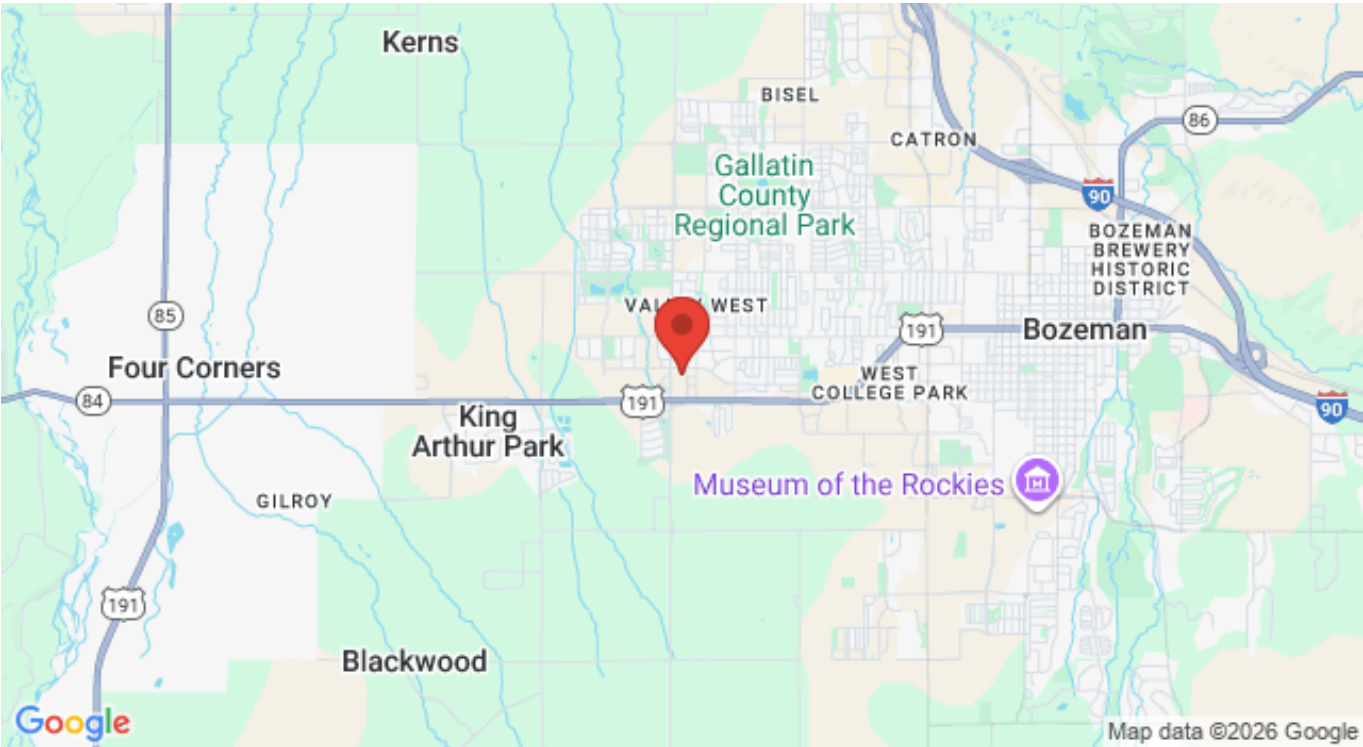 Kerns
BISEL
86
CATRON
Gallatin
County
Regional Park
90
BOZEMAN
BREWERY
HISTORIC
DISTRICT
VALLEY WEST
85
191
Bozeman
Four Corners
WEST
COLLEGE PARK
84
191
90
King
Arthur Park
Museum of the Rockies
GILROY
191
Blackwood
Google
Map data ©2026 Google